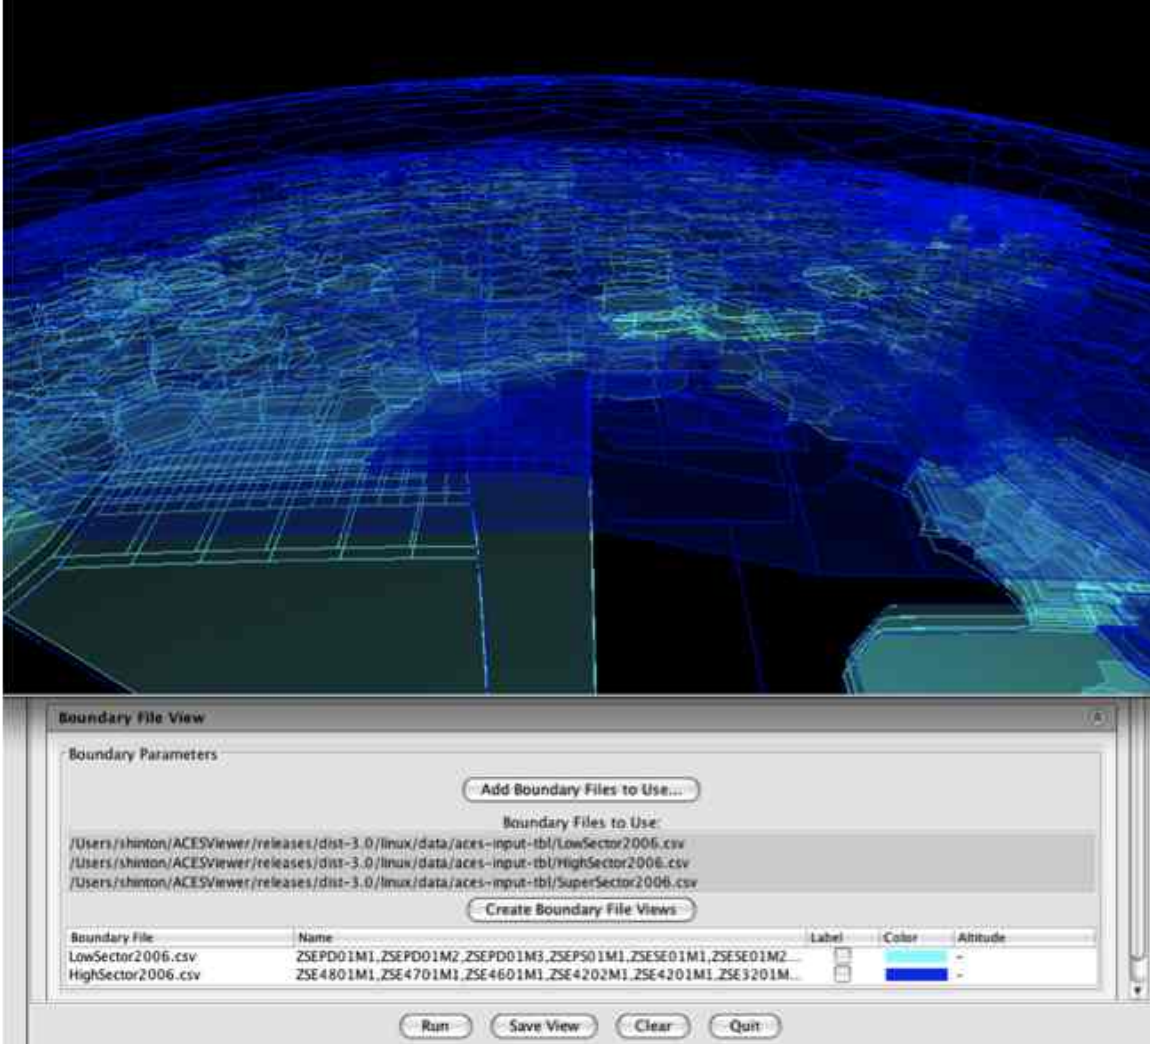 Boundary File View
Boundary Parameters
Add Boundary Files to Use...
Boundary Files to Use:
/Users/shinton/ACESViewer/releases/dist-3.0/linux/data/aces-input-tbl/LowSector2006.csv
/Users/shinton/ACESViewer/releases/dist-3.0/linux/data/aces-input-tbl/HighSector2006.csv
/Users/shinton/ACESViewer/releases/dist-3.0/linux/data/aces-input-tbl/SuperSector2006.csv
Create Boundary File Views
Boundary File Name Label Color Altitude
LowSector2006.csv ZSEPD01M1,ZSEPD01M2,ZSEPD01M3,ZSEPS01M1,ZSESE01M1,ZSESE01M2... -
HighSector2006.csv ZSE4801M1,ZSE4701M1,ZSE4601M1,ZSE4202M1,ZSE4201M1,ZSE3201M... -
Run Save View Clear Quit